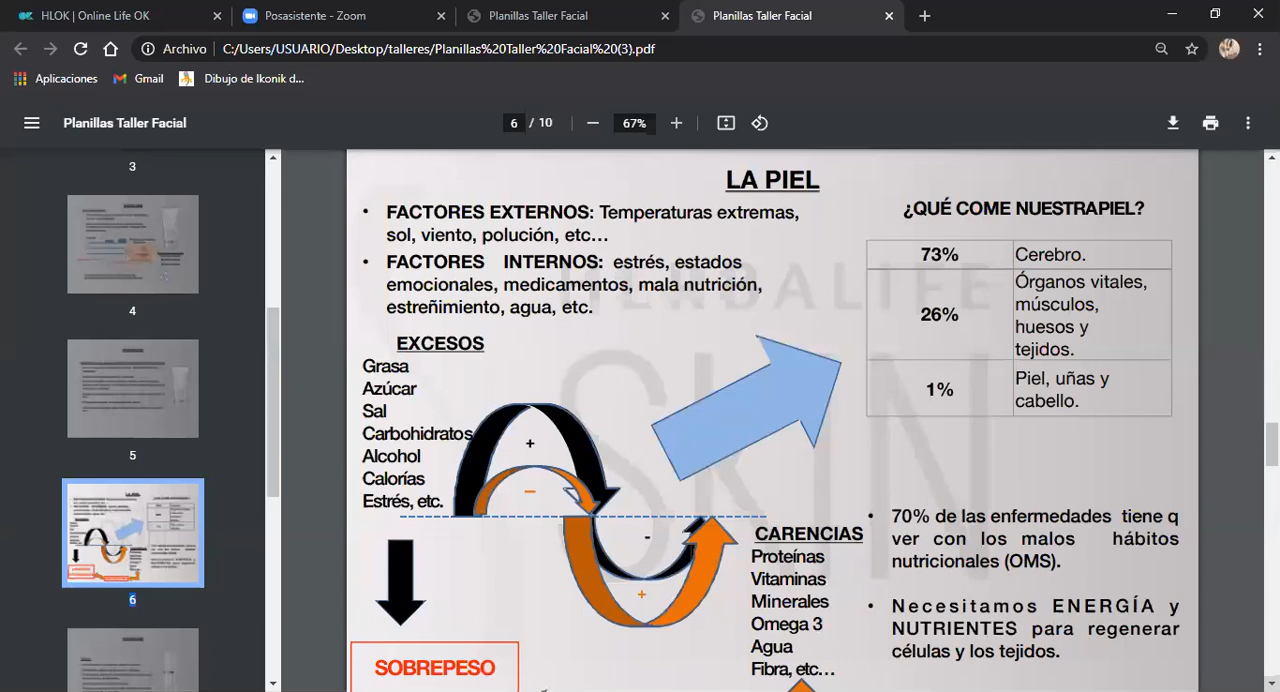 HLOK | Online Life OK
Posasistente - Zoom
Planillas Taller Facial
Planillas Taller Facial
Archivo
C:/Users/USUARIO/Desktop/talleres/Planillas%20Taller%20Facial%20(3).pdf
Aplicaciones
Gmail
Dibujo de Ikonik d...
Planillas Taller Facial
6 / 10
67%
3
4
5
6
LA PIEL
• FACTORES EXTERNOS: Temperaturas extremas,
sol, viento, polución, etc...
• FACTORES INTERNOS: estrés, estados
emocionales, medicamentos, mala nutrición,
estreñimiento, agua, etc.
¿QUÉ COME NUESTRAPIEL?
73% Cerebro.
26% Órganos vitales,
músculos,
huesos y
tejidos.
1% Piel, uñas y
cabello.
HERBALIFE
SKIN
EXCESOS
Grasa
Azúcar
Sal
Carbohidratos
Alcohol
Calorías
Estrés, etc.
+
−
-
+
SOBREPESO
CARENCIAS
Proteínas
Vitaminas
Minerales
Omega 3
Agua
Fibra, etc...
• 70% de las enfermedades tiene q
ver con los malos hábitos
nutricionales (OMS).
• Necesitamos ENERGÍA y
NUTRIENTES para regenerar
células y los tejidos.